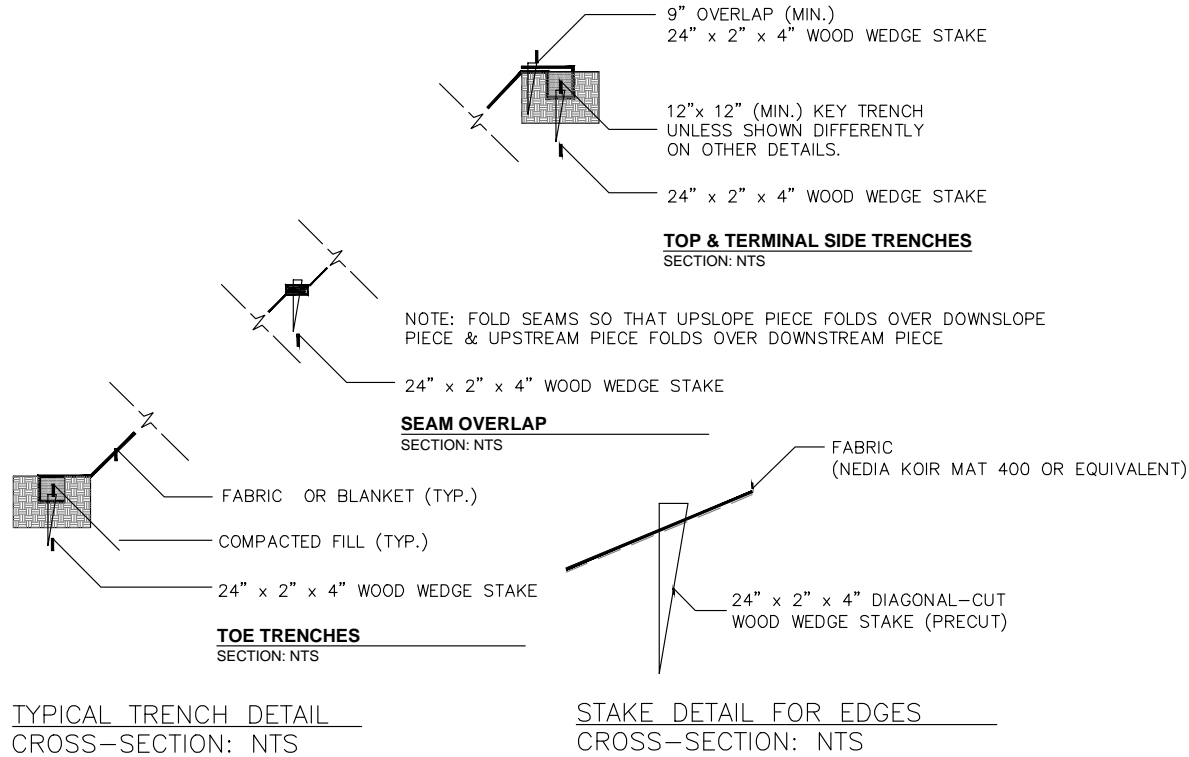 9” OVERLAP (MIN.)
24” x 2” x 4” WOOD WEDGE STAKE
12”x 12” (MIN.) KEY TRENCH
UNLESS SHOWN DIFFERENTLY
ON OTHER DETAILS.
24” x 2” x 4” WOOD WEDGE STAKE
TOP & TERMINAL SIDE TRENCHES
SECTION: NTS
NOTE: FOLD SEAMS SO THAT UPSLOPE PIECE FOLDS OVER DOWNSLOPE
PIECE & UPSTREAM PIECE FOLDS OVER DOWNSTREAM PIECE
24” x 2” x 4” WOOD WEDGE STAKE
SEAM OVERLAP
SECTION: NTS
FABRIC OR BLANKET (TYP.)
COMPACTED FILL (TYP.)
24” x 2” x 4” WOOD WEDGE STAKE
TOE TRENCHES
SECTION: NTS
TYPICAL TRENCH DETAIL
CROSS−SECTION: NTS
FABRIC
(NEDIA KOIR MAT 400 OR EQUIVALENT)
24” x 2” x 4” DIAGONAL−CUT
WOOD WEDGE STAKE (PRECUT)
STAKE DETAIL FOR EDGES
CROSS−SECTION: NTS